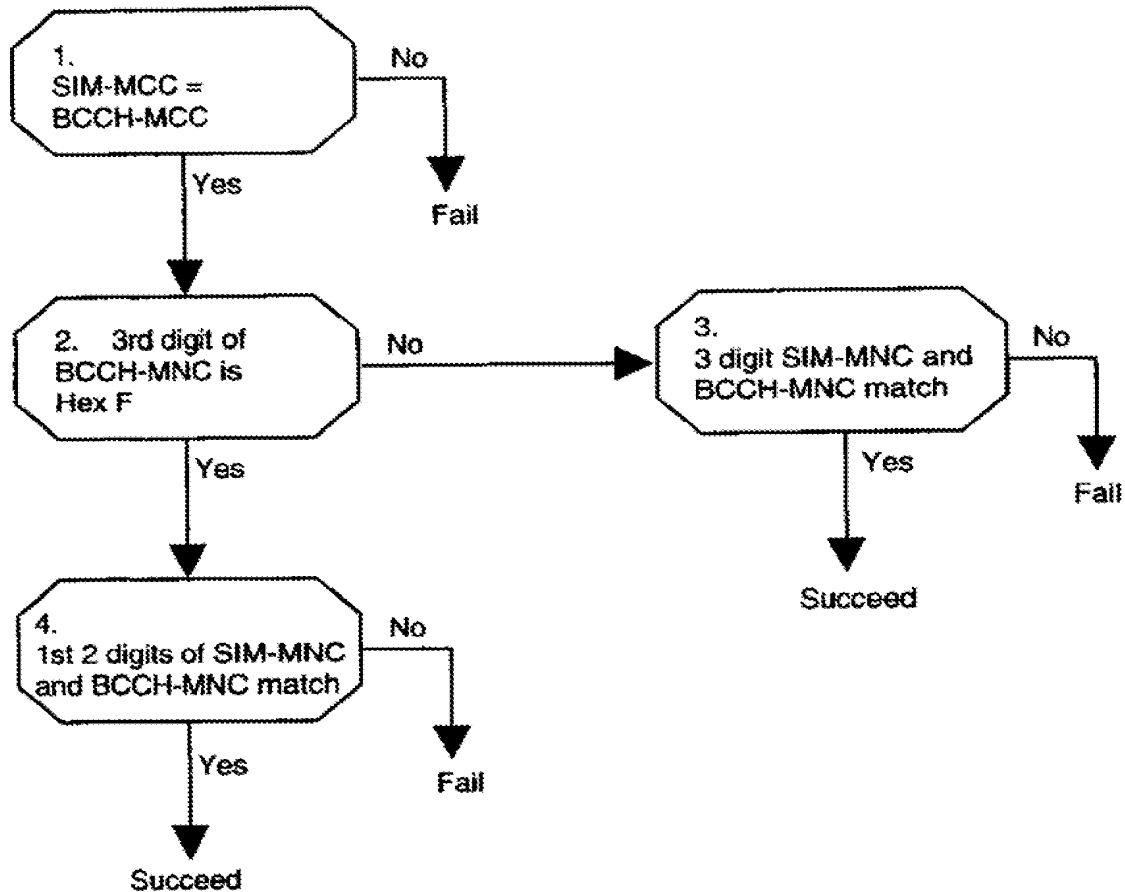 1.
SIM-MCC =
BCCH-MCC
No
Yes
Fail
2. 3rd digit of
BCCH-MNC is
Hex F
No
3.
3 digit SIM-MNC and
BCCH-MNC match
No
Yes
Yes
Fail
Succeed
4.
1st 2 digits of SIM-MNC
and BCCH-MNC match
No
Yes
Fail
Succeed